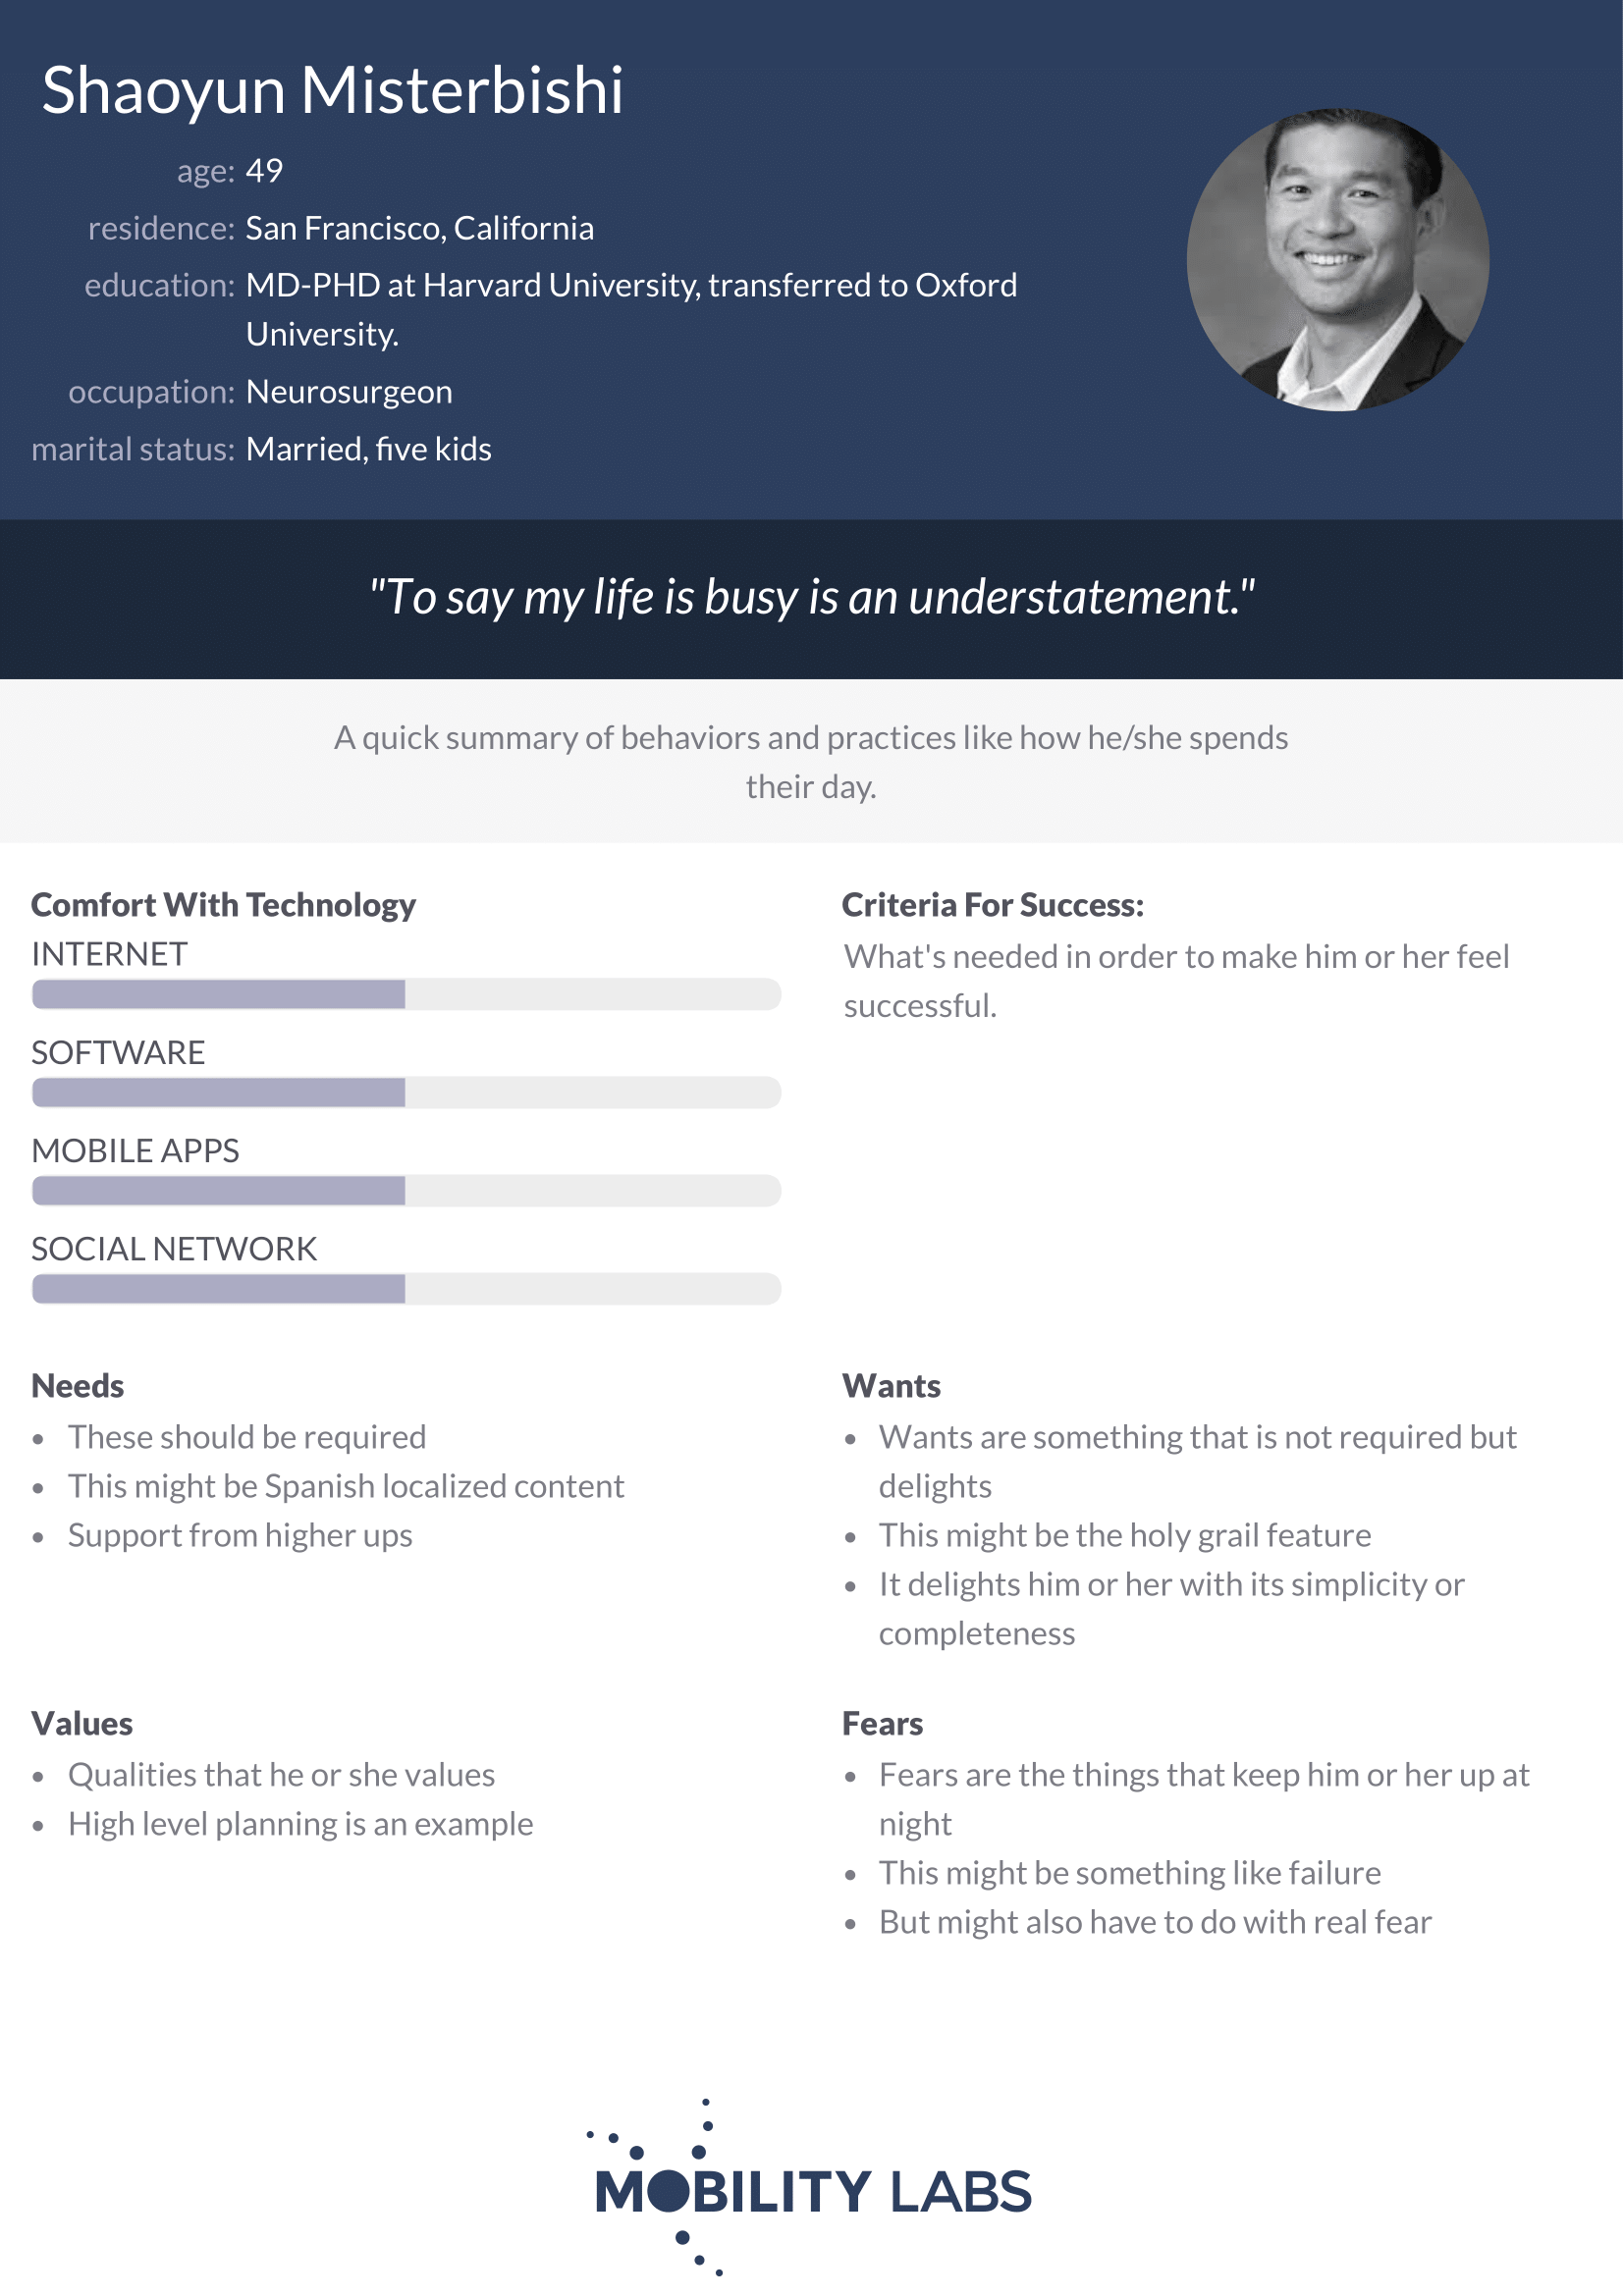 Shaoyun Misterbishi
age: 49
residence: San Francisco, California
education: MD-PHD at Harvard University, transferred to Oxford
University.
occupation: Neurosurgeon
marital status: Married, five kids
"To say my life is busy is an understatement."
A quick summary of behaviors and practices like how he/she spends
their day.
Comfort With Technology
INTERNET
SOFTWARE
MOBILE APPS
SOCIAL NETWORK
Criteria For Success:
What's needed in order to make him or her feel
successful.
Needs
• These should be required
• This might be Spanish localized content
• Support from higher ups
Wants
• Wants are something that is not required but
delights
• This might be the holy grail feature
• It delights him or her with its simplicity or
completeness
Values
• Qualities that he or she values
• High level planning is an example
Fears
• Fears are the things that keep him or her up at
night
• This might be something like failure
• But might also have to do with real fear
MOBILITY LABS